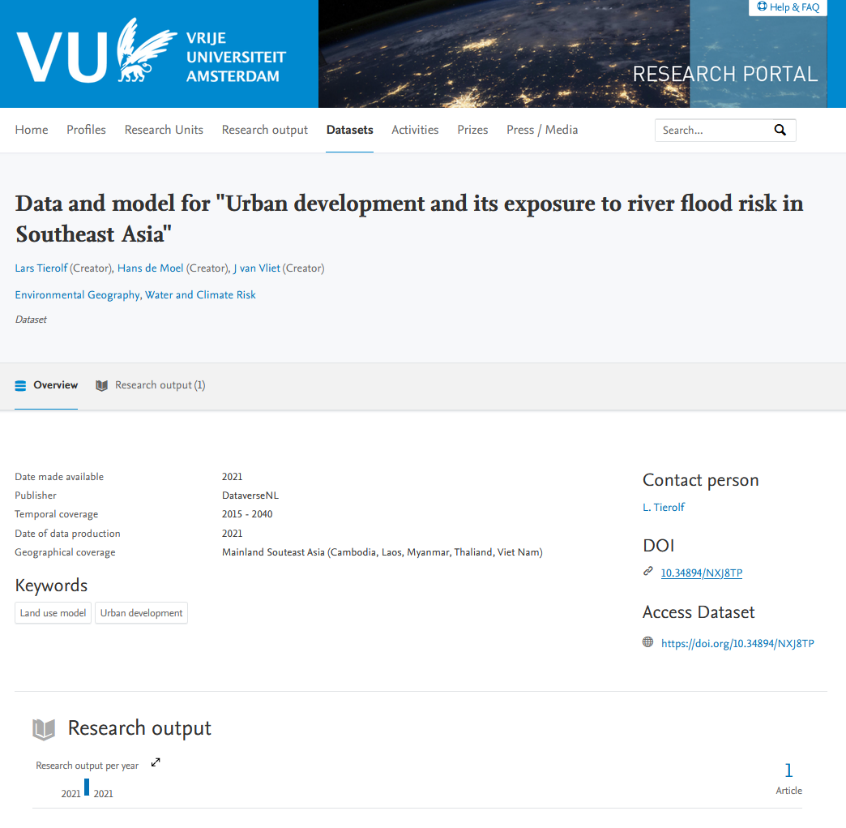 Help & FAQ
VU VRIJE
UNIVERSITEIT
AMSTERDAM
RESEARCH PORTAL
Home Profiles Research Units Research output Datasets Activities Prizes Press / Media Search...
Data and model for "Urban development and its exposure to river flood risk in
Southeast Asia"
Lars Tierolf (Creator), Hans de Moel (Creator), J van Vliet (Creator)
Environmental Geography, Water and Climate Risk
Dataset
Overview Research output (1)
Date made available 2021
Publisher DataverseNL
Temporal coverage 2015 - 2040
Date of data production 2021
Geographical coverage Mainland Souteast Asia (Cambodia, Laos, Myanmar, Thaliand, Viet Nam)
Keywords
Land use model Urban development
Contact person
L. Tierolf
DOI
10.34894/NXJ8TP
Access Dataset
https://doi.org/10.34894/NXJ8TP
Research output
Research output per year
2021 2021
1
Article